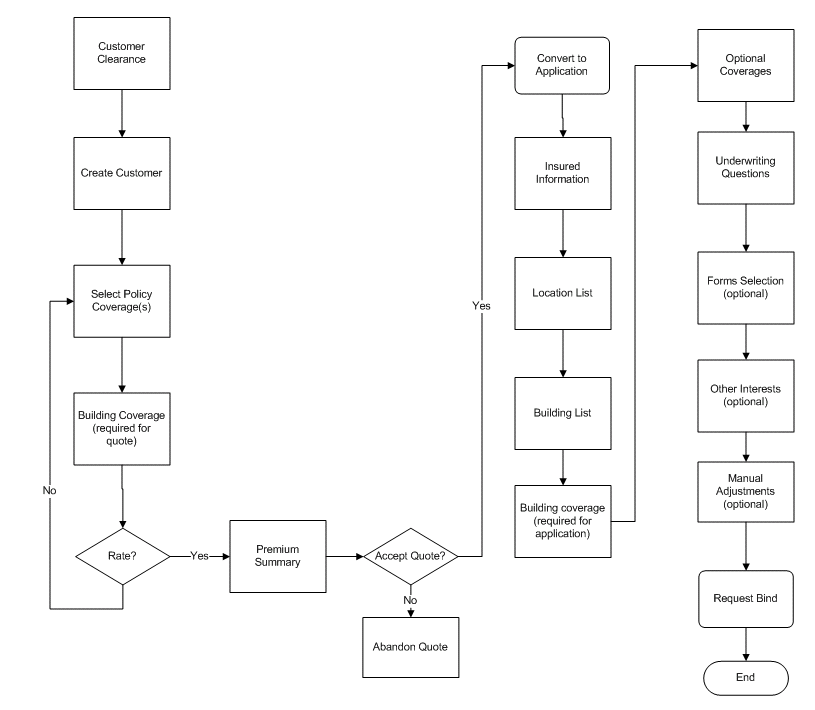 Customer
Clearance
Create Customer
Select Policy
Coverage(s)
Building Coverage
(required for
quote)
No
Rate?
Yes
Premium
Summary
Accept Quote?
No
Abandon Quote
Yes
Convert to
Application
Insured
Information
Location List
Building List
Building coverage
(required for
application)
Optional
Coverages
Underwriting
Questions
Forms Selection
(optional)
Other Interests
(optional)
Manual
Adjustments
(optional)
Request Bind
End